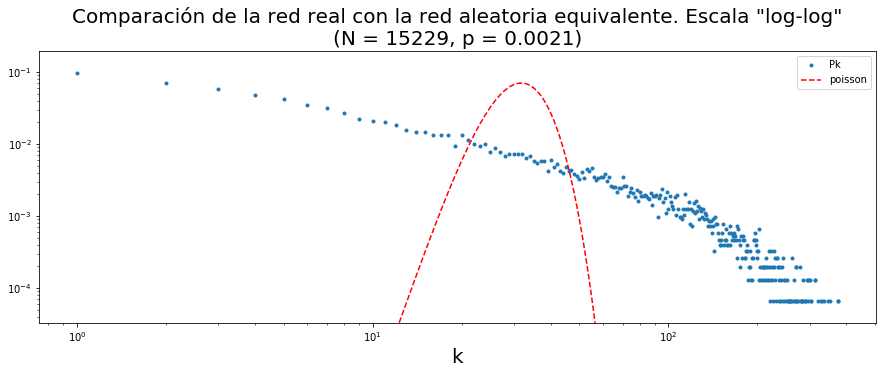 Comparación de la red real con la red aleatoria equivalente. Escala "log-log"
(N = 15229, p = 0.0021)
Pk
poisson
10⁻¹
10⁻²
10⁻³
10⁻⁴
10⁰ 10¹ 10²
k